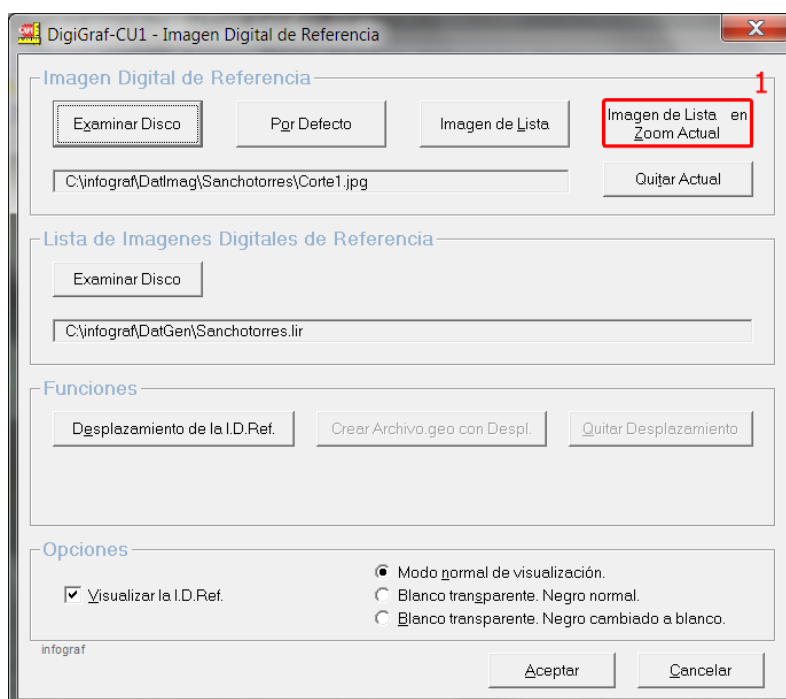 DigiGraf-CU1 - Imagen Digital de Referencia
X
Imagen Digital de Referencia
1
Examinar Disco
Por Defecto
Imagen de Lista
Imagen de Lista en
Zoom Actual
C:\infograf\DatImag\Sanchotorres\Corte1.jpg
Quitar Actual
Lista de Imagenes Digitales de Referencia
Examinar Disco
C:\infograf\DatGen\Sanchotorres.lir
Funciones
Desplazamiento de la I.D.Ref.
Crear Archivo.geo con Despl.
Quitar Desplazamiento
Opciones
Visualizar la I.D.Ref.
Modo normal de visualización.
Blanco transparente. Negro normal.
Blanco transparente. Negro cambiado a blanco.
infograf
Aceptar
Cancelar